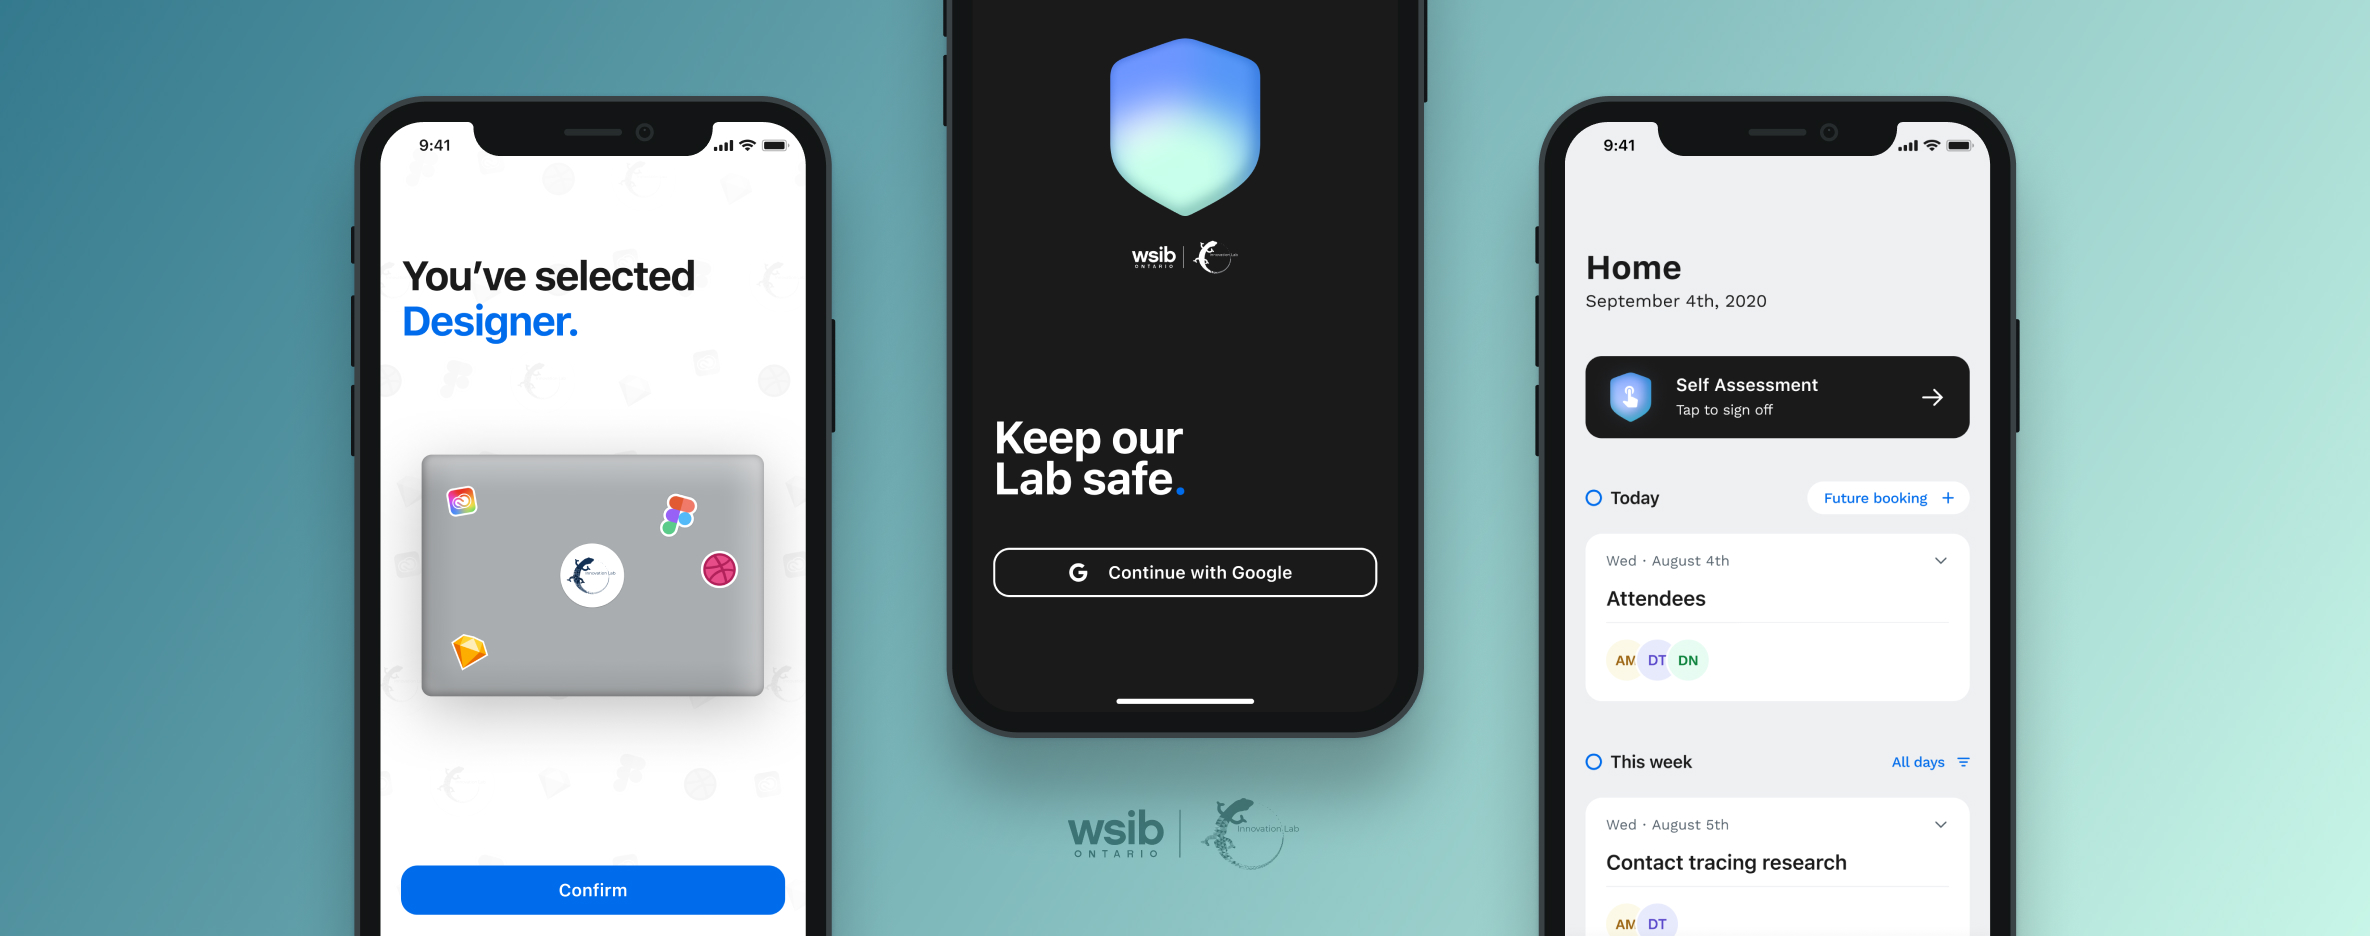 9:41
You've selected
Designer.
Innovation Lab
Confirm
wsib
ONTARIO
Innovation Lab
Keep our
Lab safe.
G Continue with Google
wsib
ONTARIO
Innovation Lab
9:41
Home
September 4th, 2020
Self Assessment
Tap to sign off
Today
Future booking +
Wed · August 4th
Attendees
AM DT DN
This week
All days
Wed · August 5th
Contact tracing research
AM DT